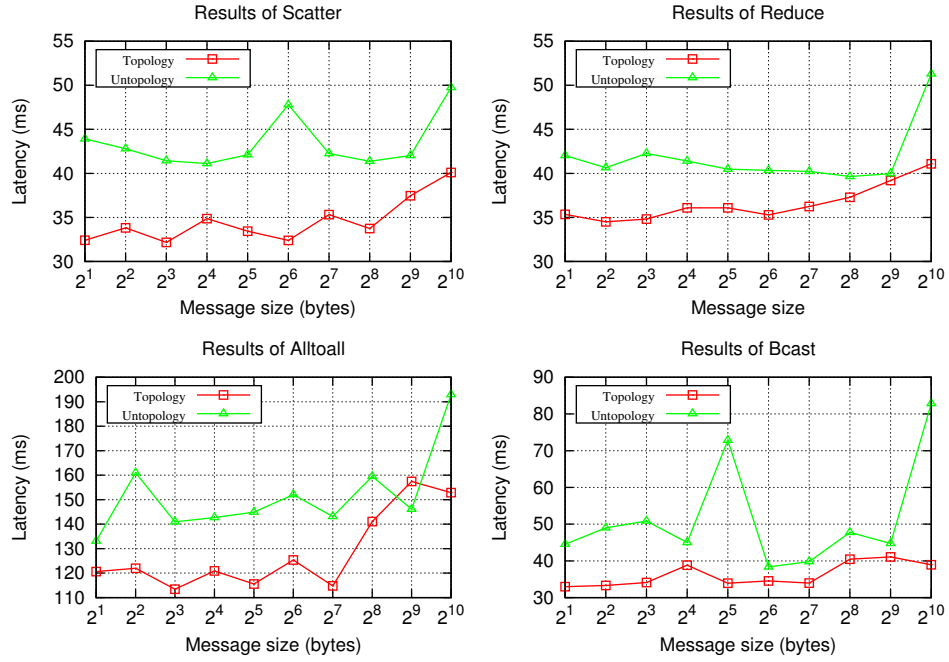 Results of Scatter
Latency (ms)
55
50
45
40
35
30
Topology
Untopology
2^1 2^2 2^3 2^4 2^5 2^6 2^7 2^8 2^9 2^10
Message size (bytes)
Results of Reduce
Latency (ms)
55
50
45
40
35
30
Topology
Untopology
2^1 2^2 2^3 2^4 2^5 2^6 2^7 2^8 2^9 2^10
Message size
Results of Alltoall
Latency (ms)
200
190
180
170
160
150
140
130
120
110
Topology
Untopology
2^1 2^2 2^3 2^4 2^5 2^6 2^7 2^8 2^9 2^10
Message size (bytes)
Results of Bcast
Latency (ms)
90
80
70
60
50
40
30
Topology
Untopology
2^1 2^2 2^3 2^4 2^5 2^6 2^7 2^8 2^9 2^10
Message size (bytes)